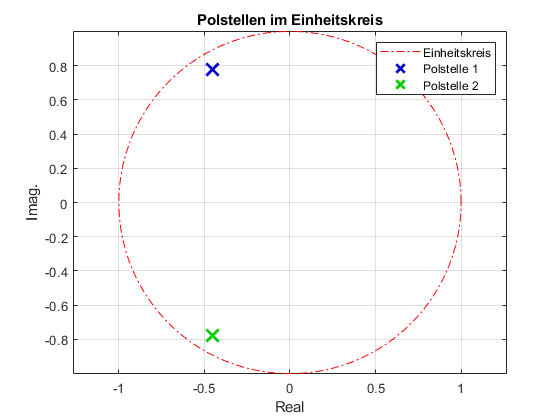 Polstellen im Einheitskreis
Einheitskreis
Polstelle 1
Polstelle 2
0.8
0.6
0.4
0.2
0
-0.2
-0.4
-0.6
-0.8
Imag.
-1
-0.5
0
0.5
1
Real